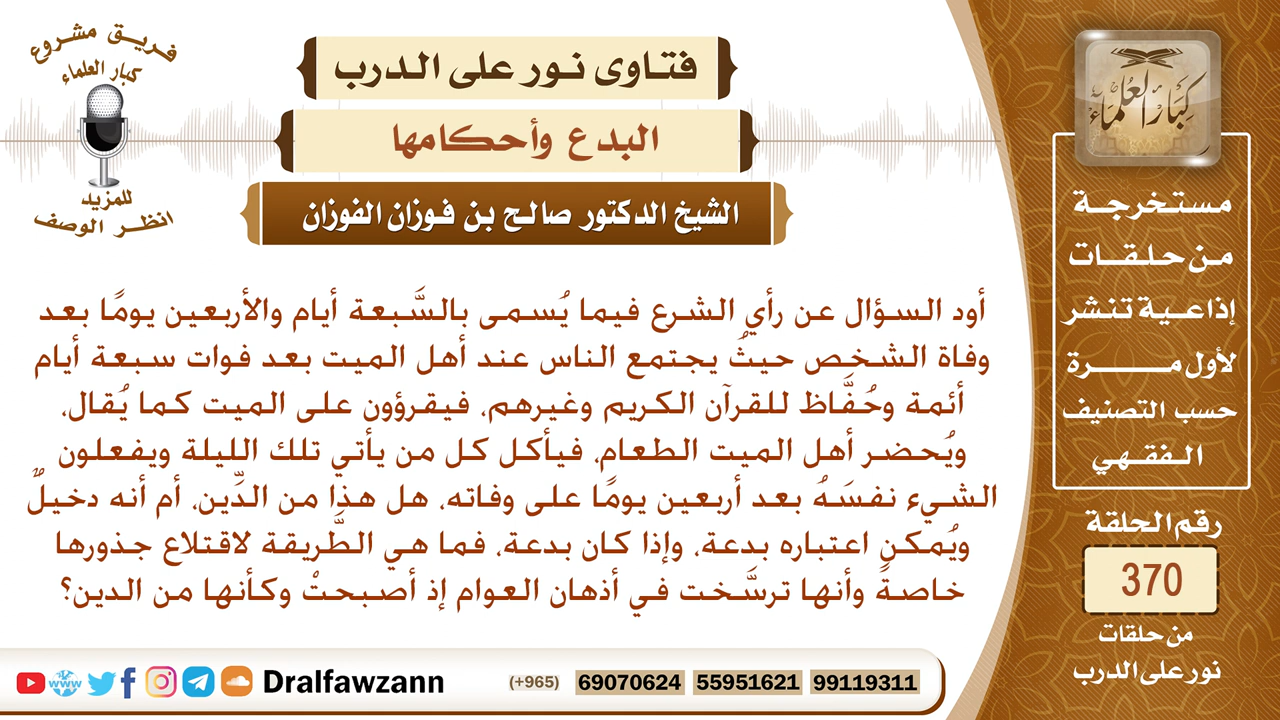 فريق مشروع
كبار العلماء
للمزيد
انظر الوصف
فتاوى نور على الدرب
البدع وأحكامها
الشيخ الدكتور صالح بن فوزان الفوزان
أود السؤال عن رأي الشرع فيما يُسمى بالسَّبعة أيام والأربعين يومًا بعد
وفاة الشخص حيثُ يجتمع الناس عند أهل الميت بعد فوات سبعة أيام
أئمة وحُفَّاظ للقرآن الكريم وغيرهم، فيقرؤون على الميت كما يُقال،
ويُحضر أهل الميت الطعام، فيأكل كل من يأتي تلك الليلة ويفعلون
الشيء نفسَهُ بعد أربعين يومًا على وفاته، هل هذا من الدِّين، أم أنه دخيلٌ
ويُمكن اعتباره بدعة، وإذا كان بدعة، فما هي الطَّريقة لاقتلاع جذورها
خاصةً وأنها ترسَّخت في أذهان العوام إذ أصبحتْ وكأنها من الدين؟
كبار العلماء
مستخرجة
من حلقات
إذاعية تنشر
لأول مرة
حسب التصنيف
الفقهي
رقم الحلقة
370
من حلقات
نور على الدرب
www
Dralfawzann
(+965) 69070624 55951621 99119311